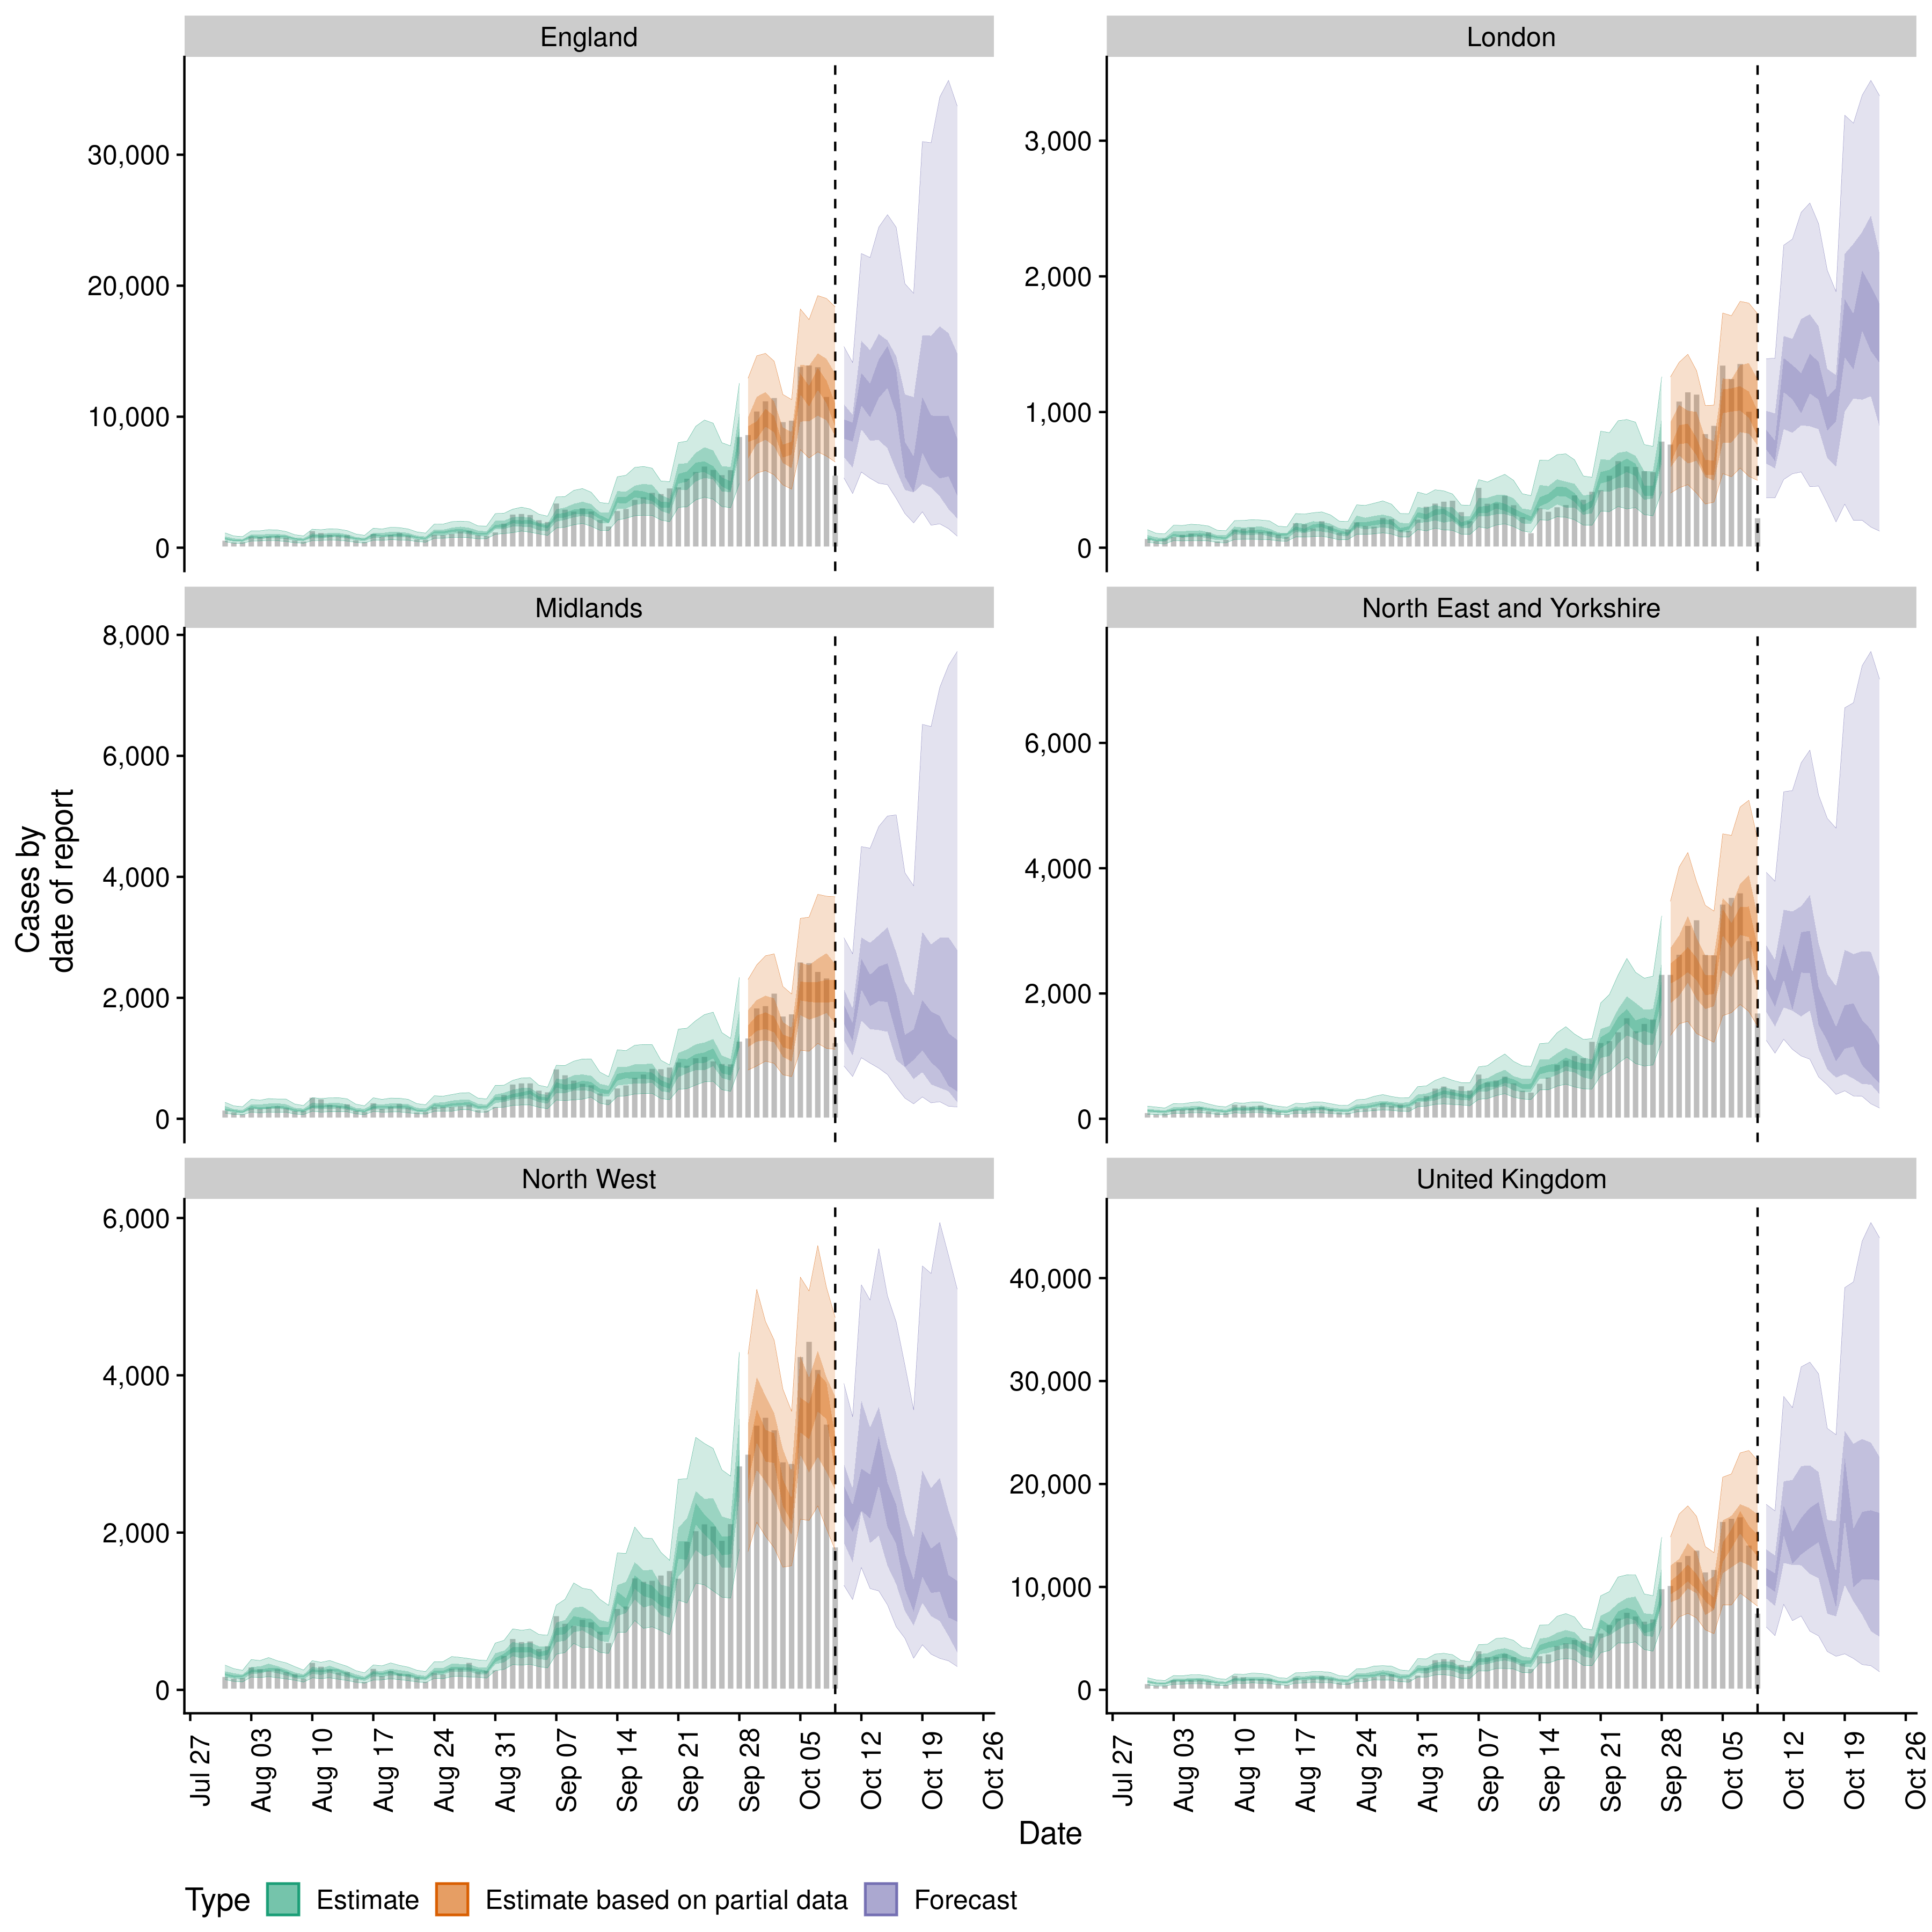 England
London
30,000
20,000
10,000
0
3,000
2,000
1,000
0
Midlands
North East and Yorkshire
8,000
6,000
4,000
2,000
0
6,000
4,000
2,000
0
Cases by
date of report
North West
United Kingdom
6,000
4,000
2,000
0
40,000
30,000
20,000
10,000
0
Jul 27
Aug 03
Aug 10
Aug 17
Aug 24
Aug 31
Sep 07
Sep 14
Sep 21
Sep 28
Oct 05
Oct 12
Oct 19
Oct 26
Jul 27
Aug 03
Aug 10
Aug 17
Aug 24
Aug 31
Sep 07
Sep 14
Sep 21
Sep 28
Oct 05
Oct 12
Oct 19
Oct 26
Date
Type Estimate Estimate based on partial data Forecast